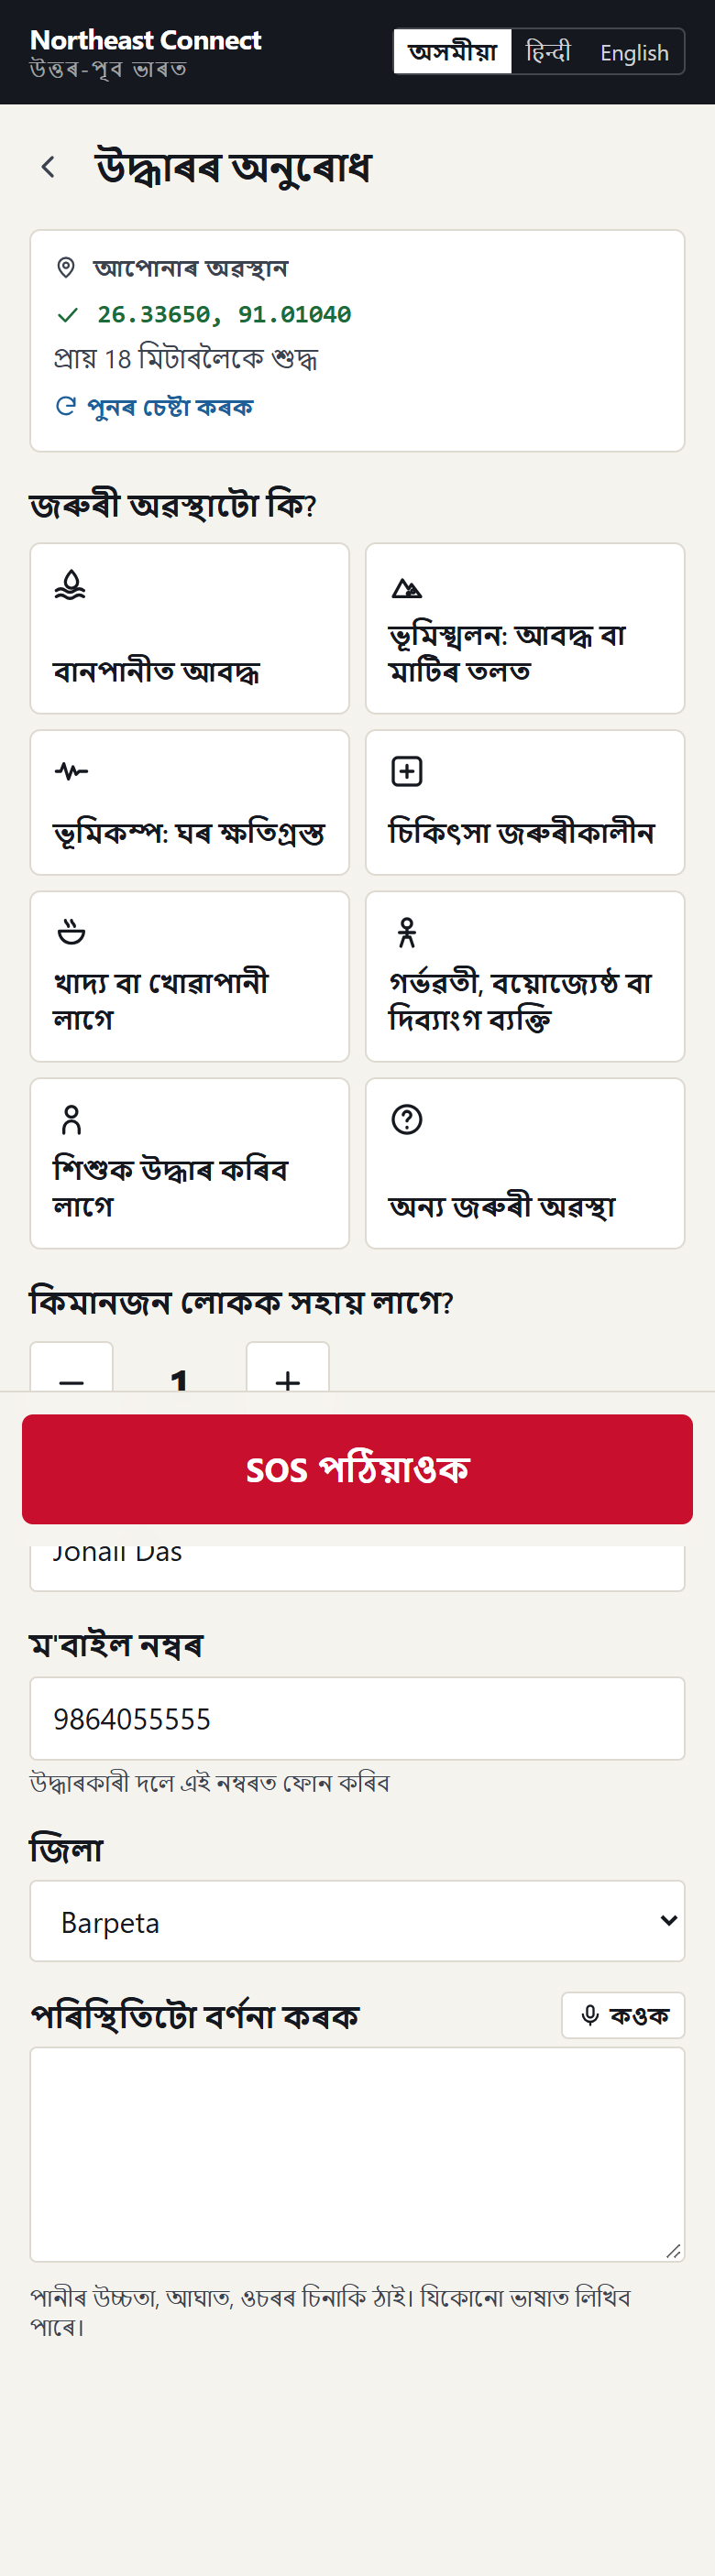 Northeast Connect
উত্তৰ-পূব ভাৰত
অসমীয়া हिन्दी English
উদ্ধাৰৰ অনুৰোধ
আপোনাৰ অৱস্থান
26.33650, 91.01040
প্ৰায় 18 মিটাৰলৈকে শুদ্ধ
পুনৰ চেষ্টা কৰক
জৰুৰী অৱস্থাটো কি?
বানপানীত আবদ্ধ
ভূমিস্খলন: আবদ্ধ বা
মাটিৰ তলত
ভূমিকম্প: ঘৰ ক্ষতিগ্ৰস্ত
চিকিৎসা জৰুৰীকালীন
খাদ্য বা খোৱাপানী
লাগে
গৰ্ভৱতী, বয়োজ্যেষ্ঠ বা
দিব্যাংগ ব্যক্তি
শিশুক উদ্ধাৰ কৰিব
লাগে
অন্য জৰুৰী অৱস্থা
কিমানজন লোকক সহায় লাগে?
− 1 +
SOS পঠিয়াওক
Jonali Das
ম'বাইল নম্বৰ
9864055555
উদ্ধাৰকাৰী দলে এই নম্বৰত ফোন কৰিব
জিলা
Barpeta
পৰিস্থিতিটো বৰ্ণনা কৰক
কওক
পানীৰ উচ্চতা, আঘাত, ওচৰৰ চিনাকি ঠাই। যিকোনো ভাষাত লিখিব
পাৰে।